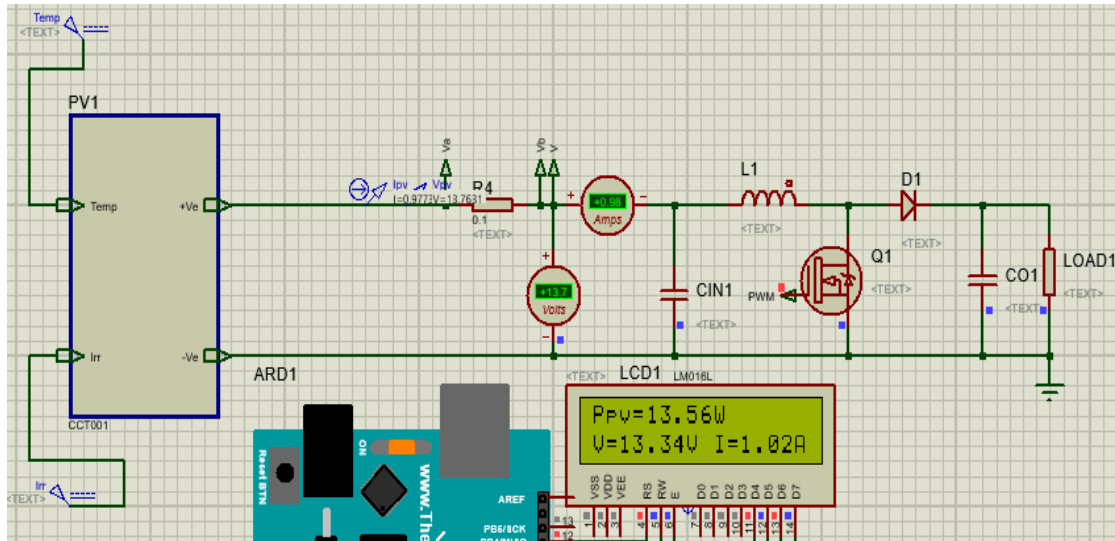 Temp
<TEXT>
PV1
Temp
+Ve
Irr
-Ve
CCT001
Irr
<TEXT>
Va
Vb
V
Ipv
Vpv
I=0.9773
V=13.7631
R4
0.1
<TEXT>
+
+0.98
-
Amps
+
+13.7
Volts
-
CIN1
<TEXT>
L1
<TEXT>
D1
<TEXT>
Q1
<TEXT>
PWM
CO1
<TEXT>
LOAD1
<TEXT>
ARD1
Reset BTN
ON
www.The
AREF
PB5/SCK
13
12
<TEXT>
LCD1
LM016L
Ppv=13.56W
V=13.34V I=1.02A
VSS VDD VEE RS RW E D0 D1 D2 D3 D4 D5 D6 D7
1 2 3 4 5 6 7 8 9 10 11 12 13 14